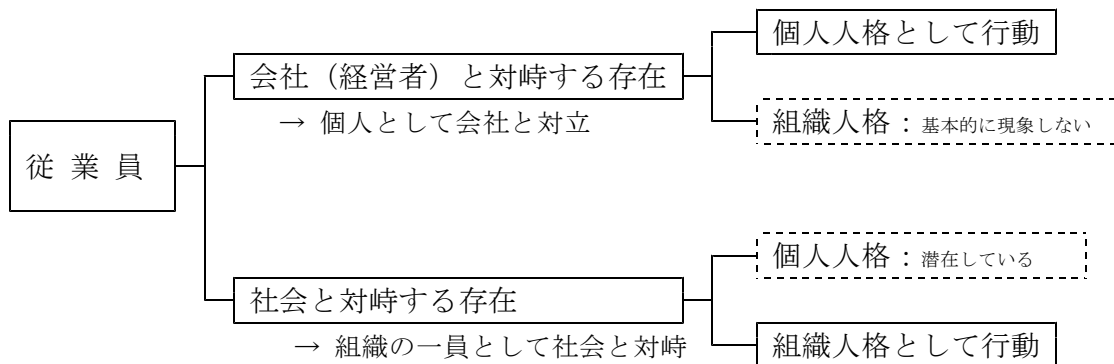 従 業 員
会社（経営者）と対峙する存在
→ 個人として会社と対立
個人人格として行動
組織人格：基本的に現象しない
社会と対峙する存在
→ 組織の一員として社会と対峙
個人人格：潜在している
組織人格として行動